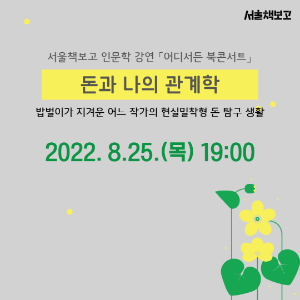 서울책보고
서울책보고 인문학 강연 「어디서든 북콘서트」
돈과 나의 관계학
밥벌이가 지겨운 어느 작가의 현실밀착형 돈 탐구 생활
2022. 8.25.(목) 19:00